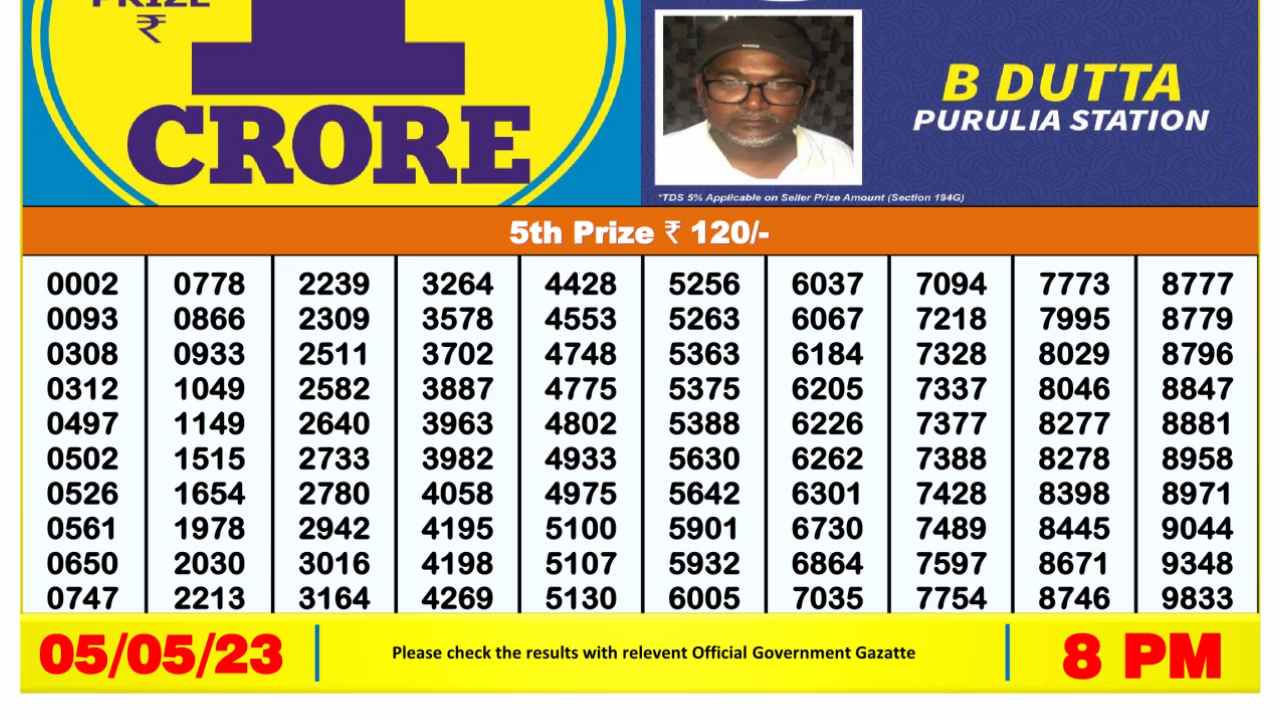 PRIZE
₹
1
CRORE
B DUTTA
PURULIA STATION
*TDS 5% Applicable on Seller Prize Amount (Section 194G)
5th Prize ₹ 120/-
0002 0778 2239 3264 4428 5256 6037 7094 7773 8777
0093 0866 2309 3578 4553 5263 6067 7218 7995 8779
0308 0933 2511 3702 4748 5363 6184 7328 8029 8796
0312 1049 2582 3887 4775 5375 6205 7337 8046 8847
0497 1149 2640 3963 4802 5388 6226 7377 8277 8881
0502 1515 2733 3982 4933 5630 6262 7388 8278 8958
0526 1654 2780 4058 4975 5642 6301 7428 8398 8971
0561 1978 2942 4195 5100 5901 6730 7489 8445 9044
0650 2030 3016 4198 5107 5932 6864 7597 8671 9348
0747 2213 3164 4269 5130 6005 7035 7754 8746 9833
05/05/23
Please check the results with relevent Official Government Gazatte
8 PM